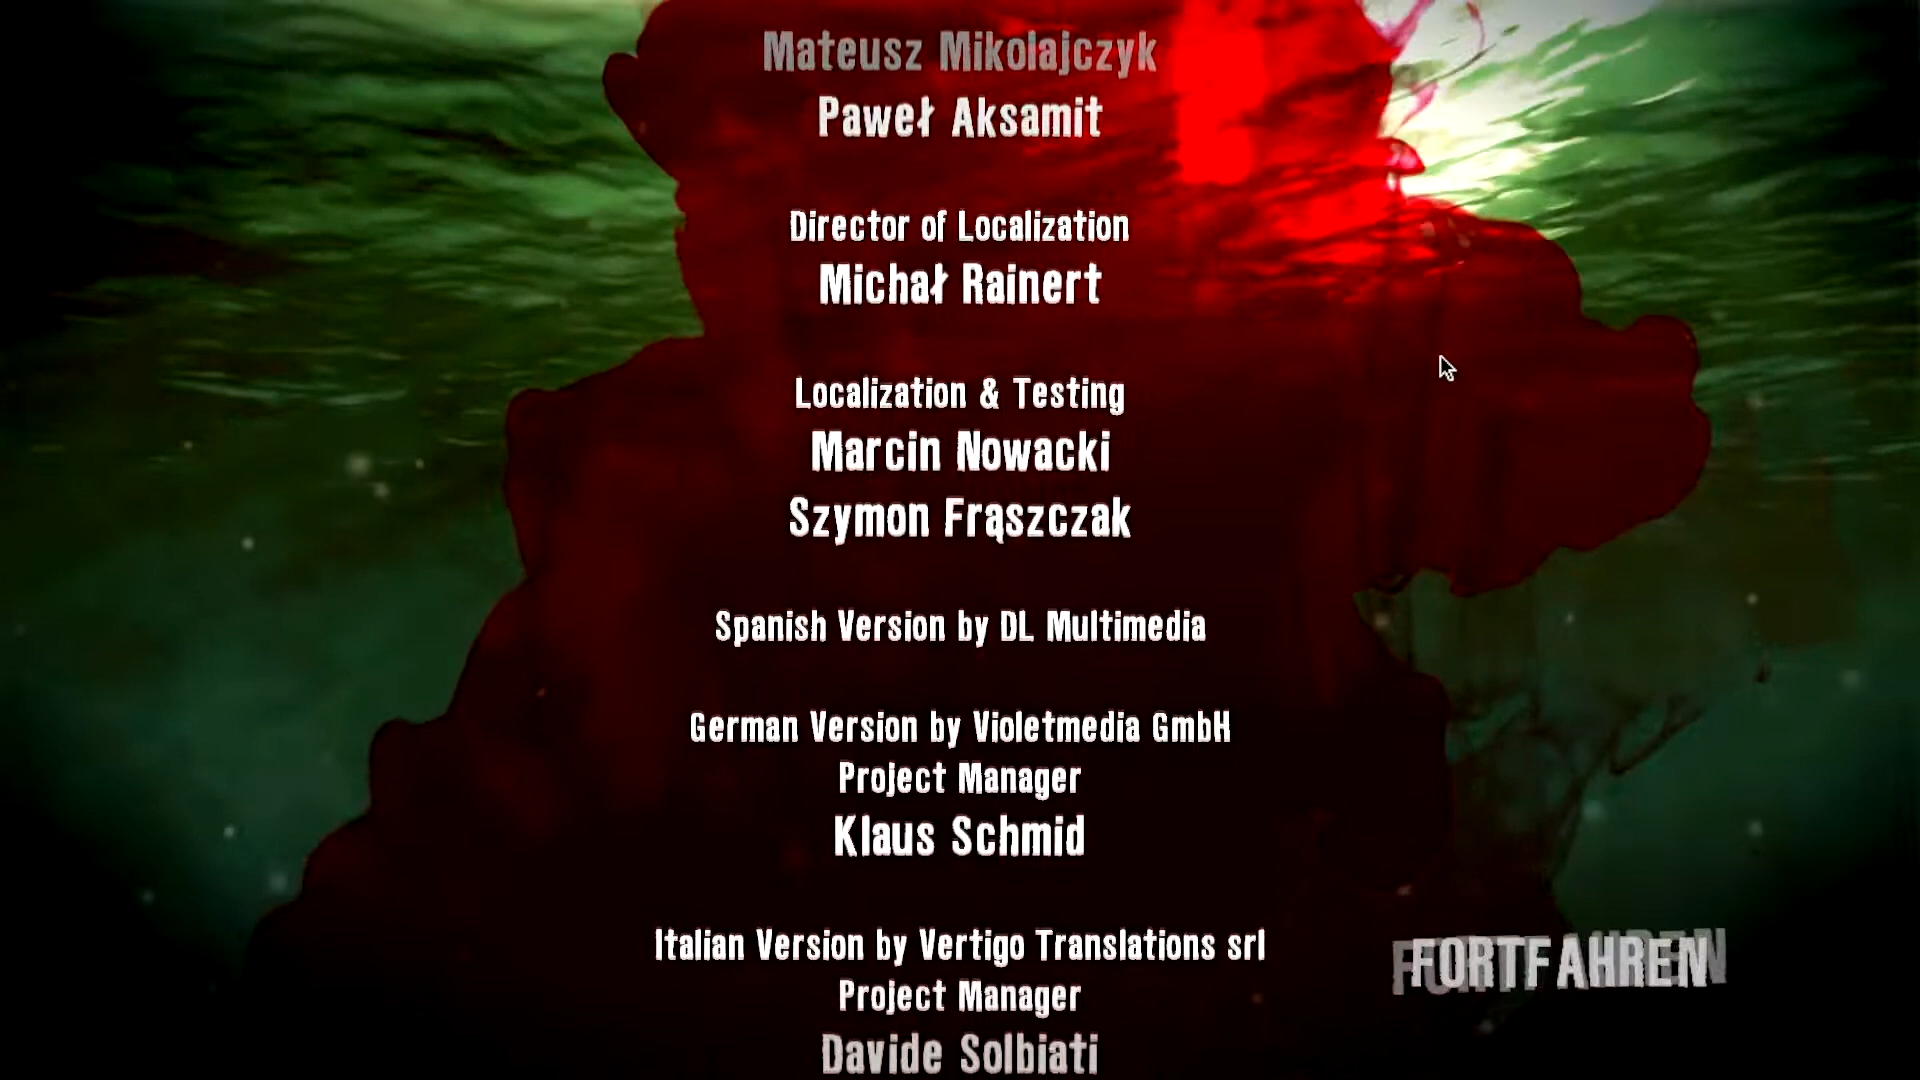 Mateusz Mikolajczyk
Paweł Aksamit
Director of Localization
Michał Rainert
Localization & Testing
Marcin Nowacki
Szymon Frąszczak
Spanish Version by DL Multimedia
German Version by Violetmedia GmbH
Project Manager
Klaus Schmid
Italian Version by Vertigo Translations srl
Project Manager
Davide Solbiati
FORTFAHREN